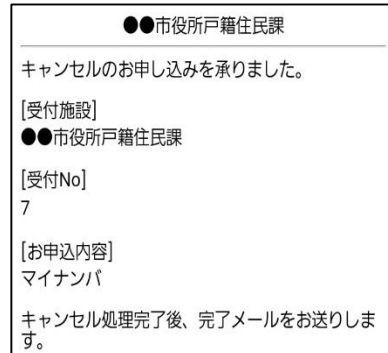 ●●市役所戸籍住民課
キャンセルのお申し込みを承りました。
[受付施設]
●●市役所戸籍住民課
[受付No]
7
[お申込内容]
マイナンバ
キャンセル処理完了後、完了メールをお送りしま
す。